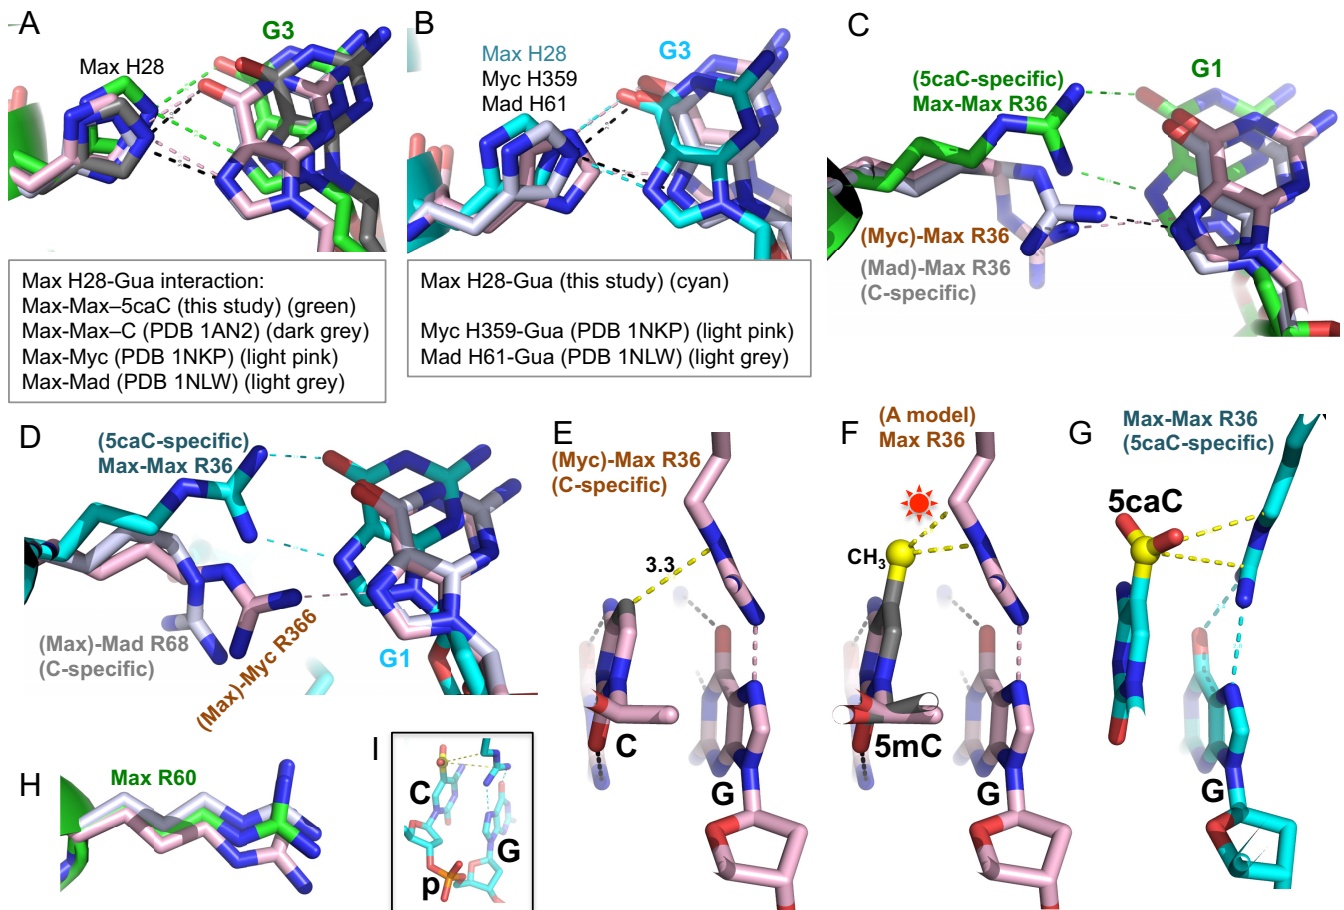 A
G3
Max H28
Max H28-Gua interaction:
Max-Max–5caC (this study) (green)
Max-Max–C (PDB 1AN2) (dark grey)
Max-Myc (PDB 1NKP) (light pink)
Max-Mad (PDB 1NLW) (light grey)
B
G3
Max H28
Myc H359
Mad H61
Max H28-Gua (this study) (cyan)
Myc H359-Gua (PDB 1NKP) (light pink)
Mad H61-Gua (PDB 1NLW) (light grey)
C
(5caC-specific)
Max-Max R36
G1
(Myc)-Max R36
(Mad)-Max R36
(C-specific)
D
(5caC-specific)
Max-Max R36
(Max)-Mad R68
(C-specific)
(Max)-Myc R366
G1
E
(Myc)-Max R36
(C-specific)
3.3
C
G
F
(A model)
Max R36
CH3
5mC
G
G
Max-Max R36
(5caC-specific)
5caC
G
H
Max R60
I
C
G
p